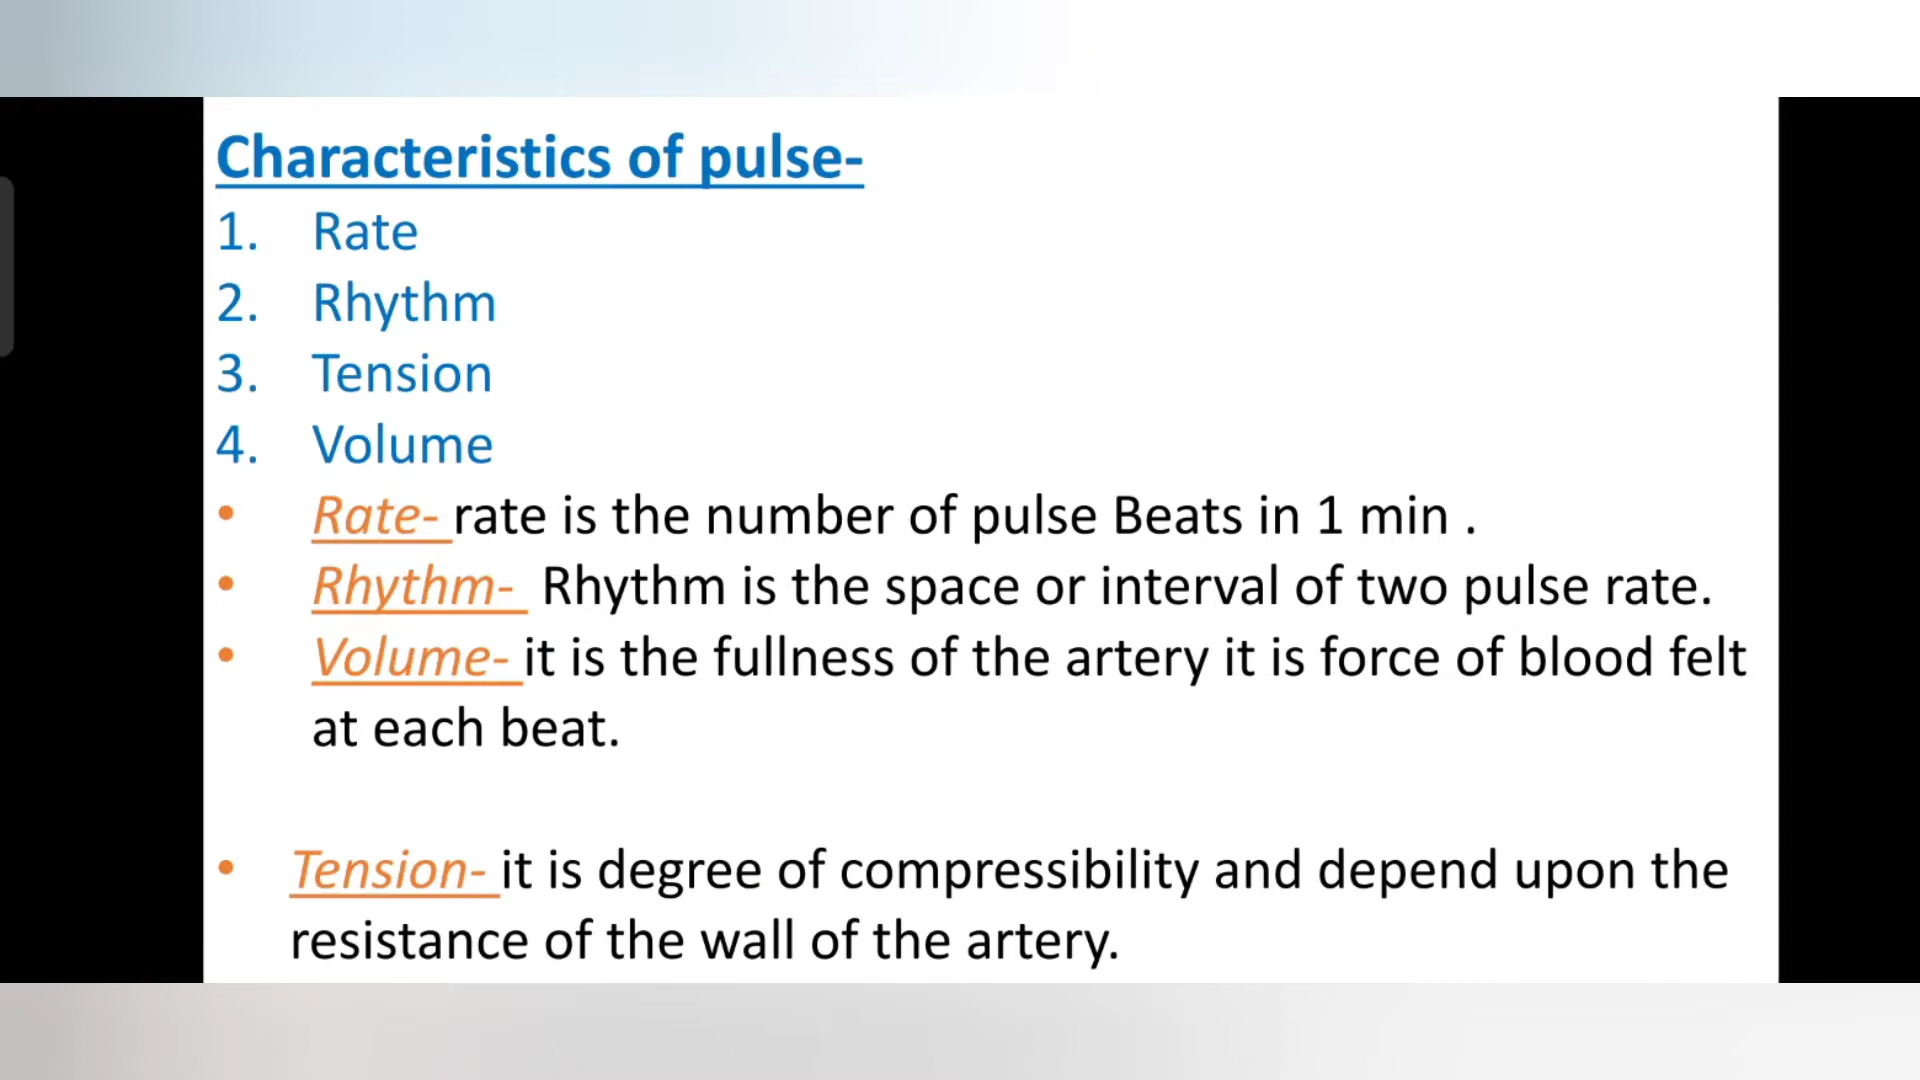 Characteristics of pulse-
1. Rate
2. Rhythm
3. Tension
4. Volume
• Rate- rate is the number of pulse Beats in 1 min .
• Rhythm- Rhythm is the space or interval of two pulse rate.
• Volume- it is the fullness of the artery it is force of blood felt
at each beat.
• Tension- it is degree of compressibility and depend upon the
resistance of the wall of the artery.